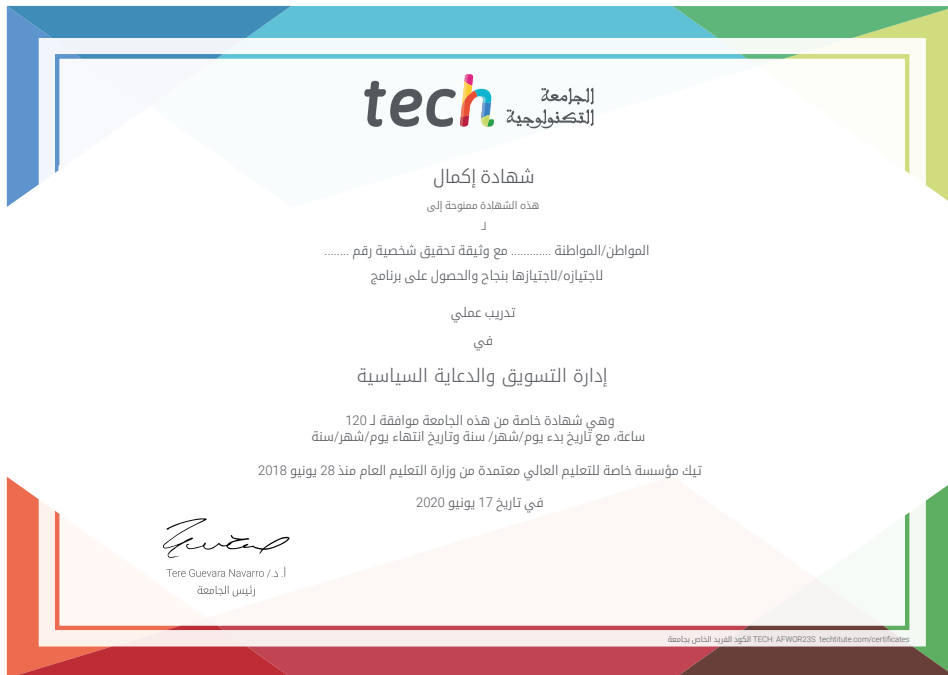 tech
الجامعة
التكنولوجية
شهادة إكمال
هذه الشهادة ممنوحة إلى
لـ
المواطن/المواطنة ............ مع وثيقة تحقيق شخصية رقم ........
لاجتيازه/لاجتيازها بنجاح والحصول على برنامج
تدريب عملي
في
إدارة التسويق والدعاية السياسية
وهي شهادة خاصة من هذه الجامعة موافقة لـ 120
ساعة، مع تاريخ بدء يوم/شهر/ سنة وتاريخ انتهاء يوم/شهر/سنة
تيك مؤسسة خاصة للتعليم العالي معتمدة من وزارة التعليم العام منذ 28 يونيو 2018
في تاريخ 17 يونيو 2020
أ. د./ Tere Guevara Navarro
رئيس الجامعة
الكود الفريد الخاص بجامعة TECH: AFWOR23S techtitute.com/certificates